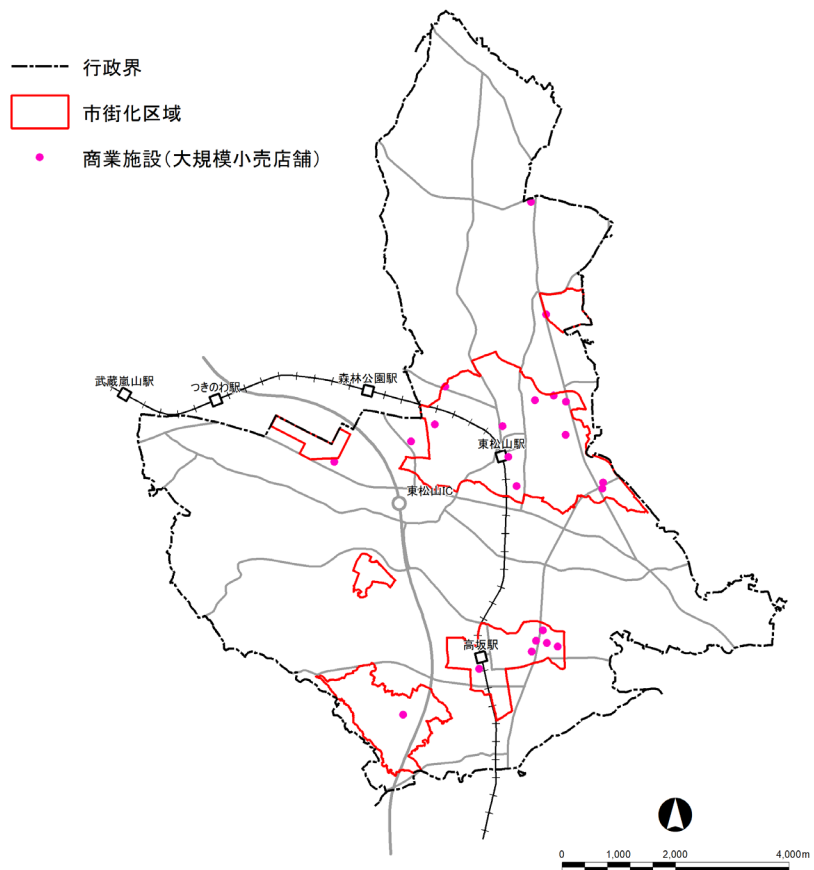 行政界
市街化区域
商業施設(大規模小売店舗)
武蔵嵐山駅
つきのわ駅
森林公園駅
東松山駅
東松山IC
高坂駅
0 1,000 2,000 4,000m